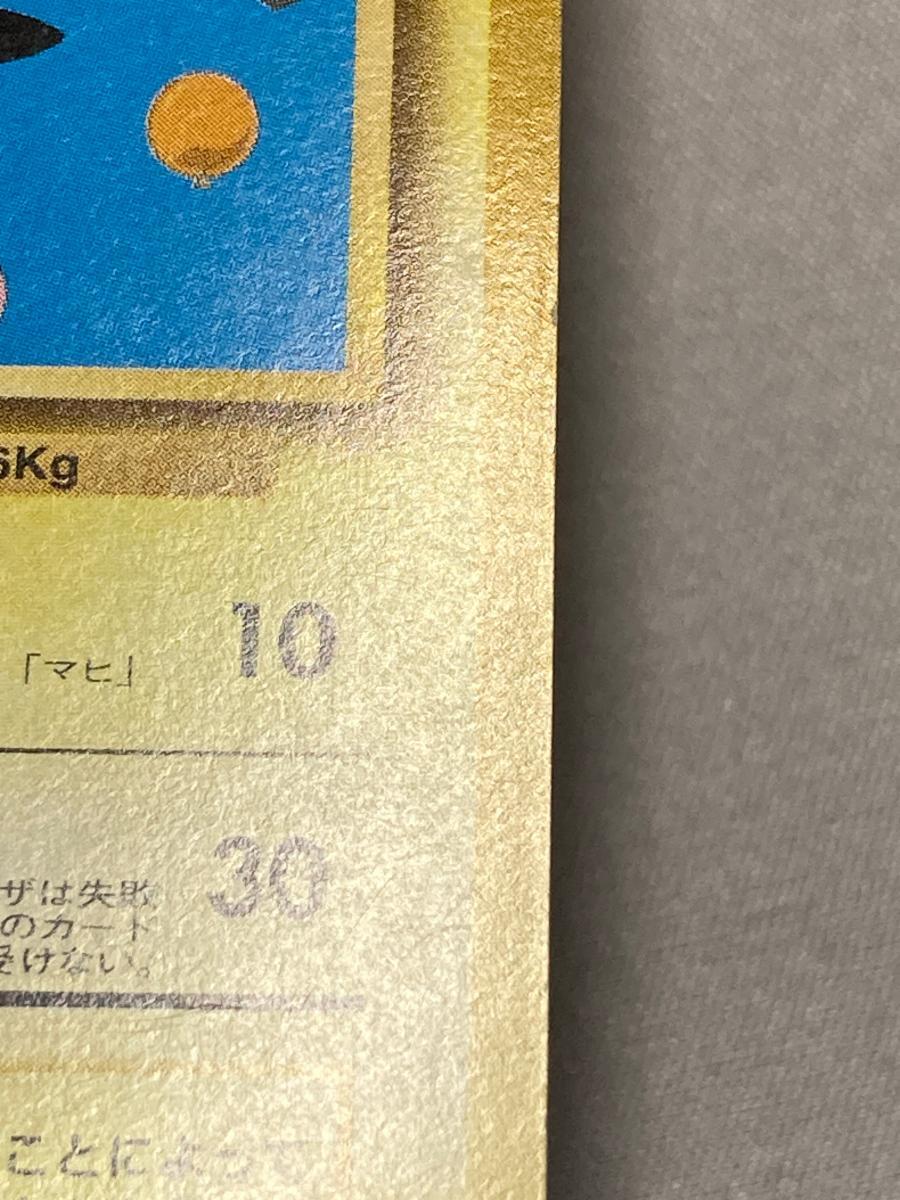 6Kg
「マヒ」 10
ザは失敗 30
のカード
受けない。
ことによって